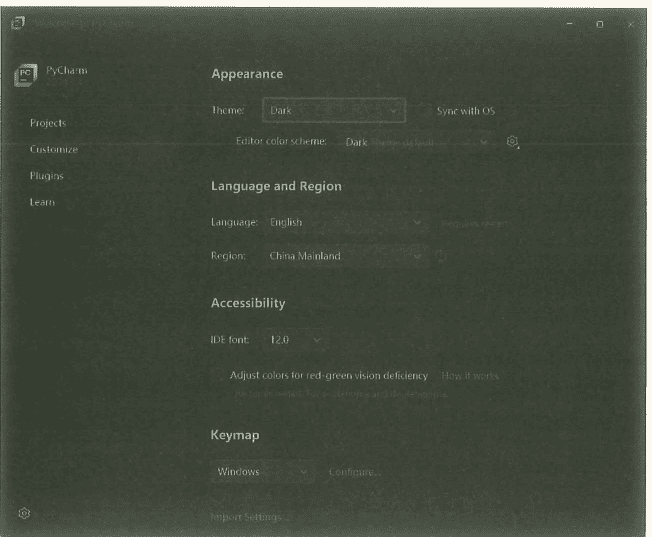 PyCharm
Projects
Customize
Plugins
Learn
Appearance
Theme: Dark Sync with OS
Editor color scheme: Dark Theme default
Language and Region
Language: English
Region: China Mainland
Accessibility
IDE font: 12.0
Adjust colors for red-green vision deficiency How it works
Keymap
Windows Configure...
Import Settings...